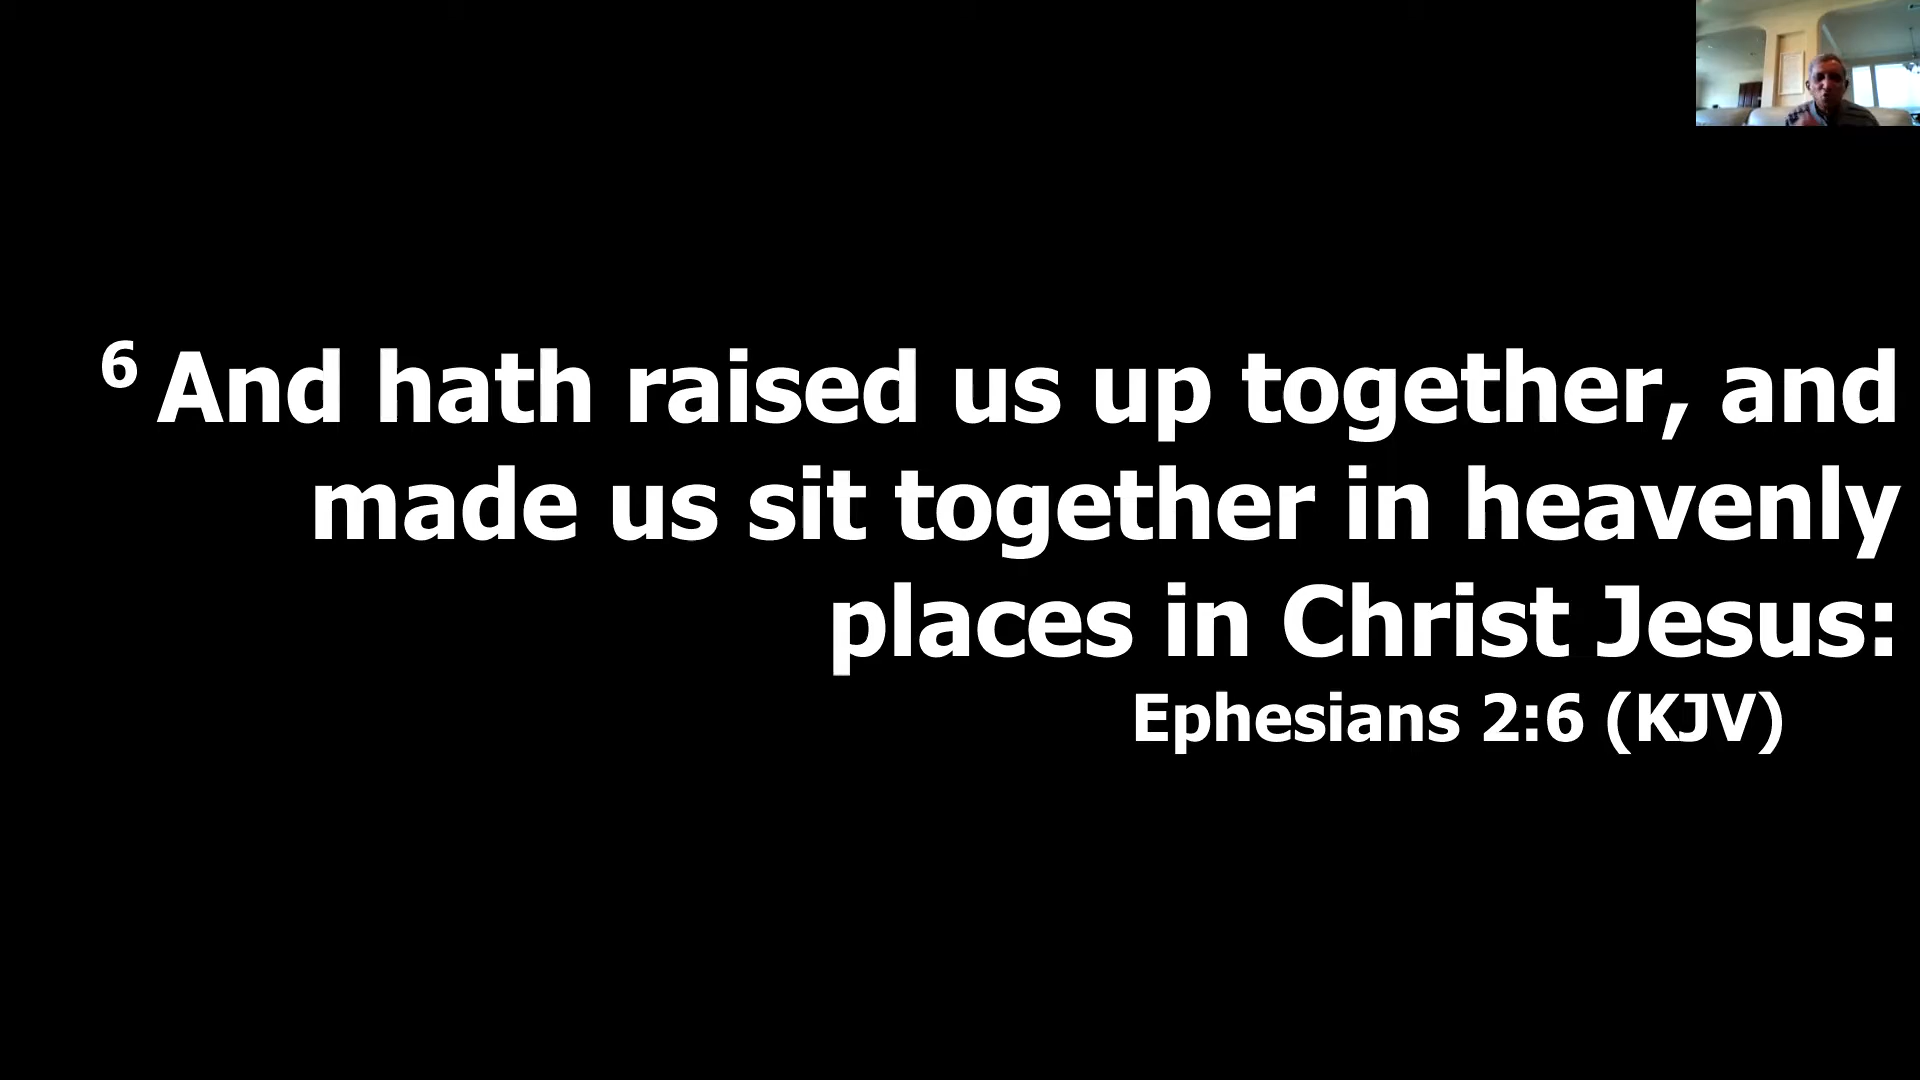 6 And hath raised us up together, and
made us sit together in heavenly
places in Christ Jesus:
Ephesians 2:6 (KJV)